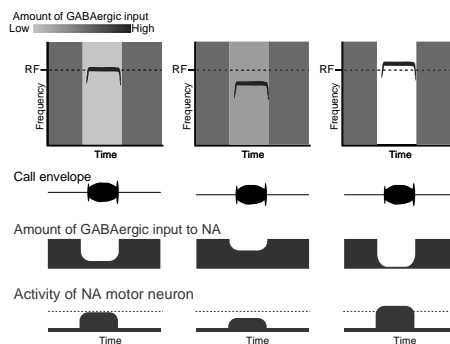 Amount of GABAergic input
Low High
RF RF RF
Frequency Frequency Frequency
Time Time Time
Call envelope
Amount of GABAergic input to NA
Activity of NA motor neuron
Time Time Time